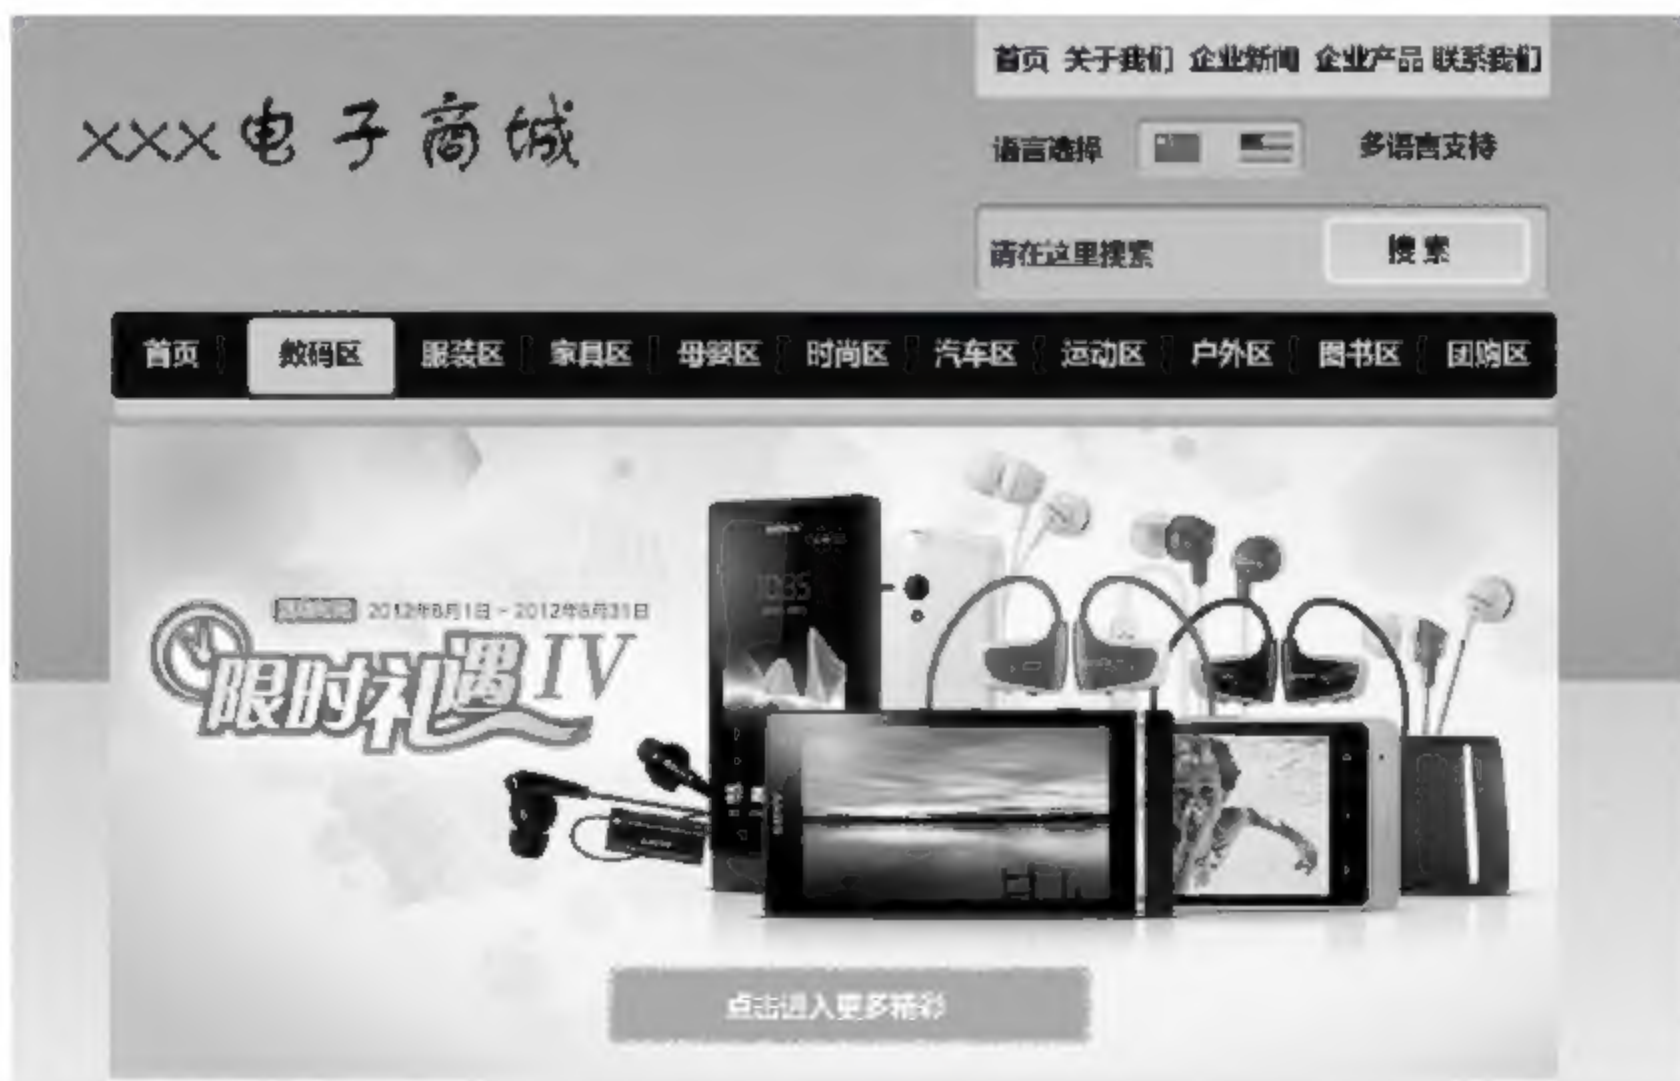 首页 关于我们 企业新闻 企业产品 联系我们
×××电子商城
语言选择 多语言支持
请在这里搜索 搜索
首页 数码区 服装区 家具区 母婴区 时尚区 汽车区 运动区 户外区 图书区 团购区
2012年8月1日 - 2012年8月31日
限时礼遇IV
10:35
点击进入更多精彩